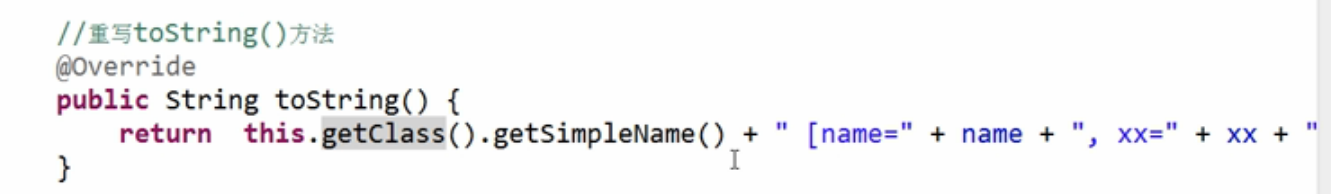 //重写toString()方法
@Override
public String toString() {
return  this.getClass().getSimpleName() + " [name=" + name + ", xx=" + xx + "
}